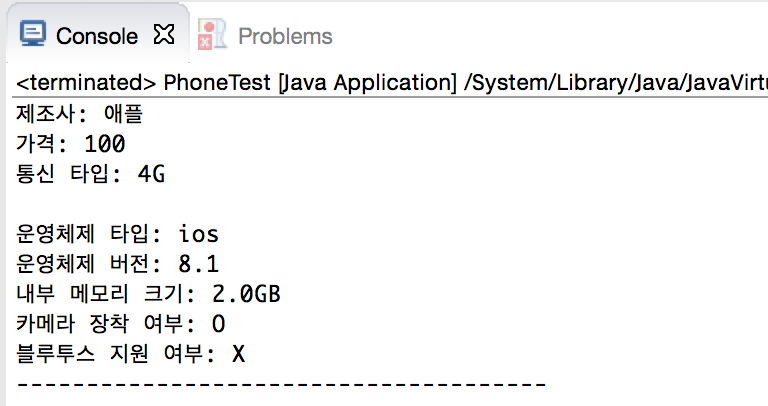 Console Problems
<terminated> PhoneTest [Java Application] /System/Library/Java/JavaVirtu
제조사: 애플
가격: 100
통신 타입: 4G
운영체제 타입: ios
운영체제 버전: 8.1
내부 메모리 크기: 2.0GB
카메라 장착 여부: O
블루투스 지원 여부: X
---------------------------------------